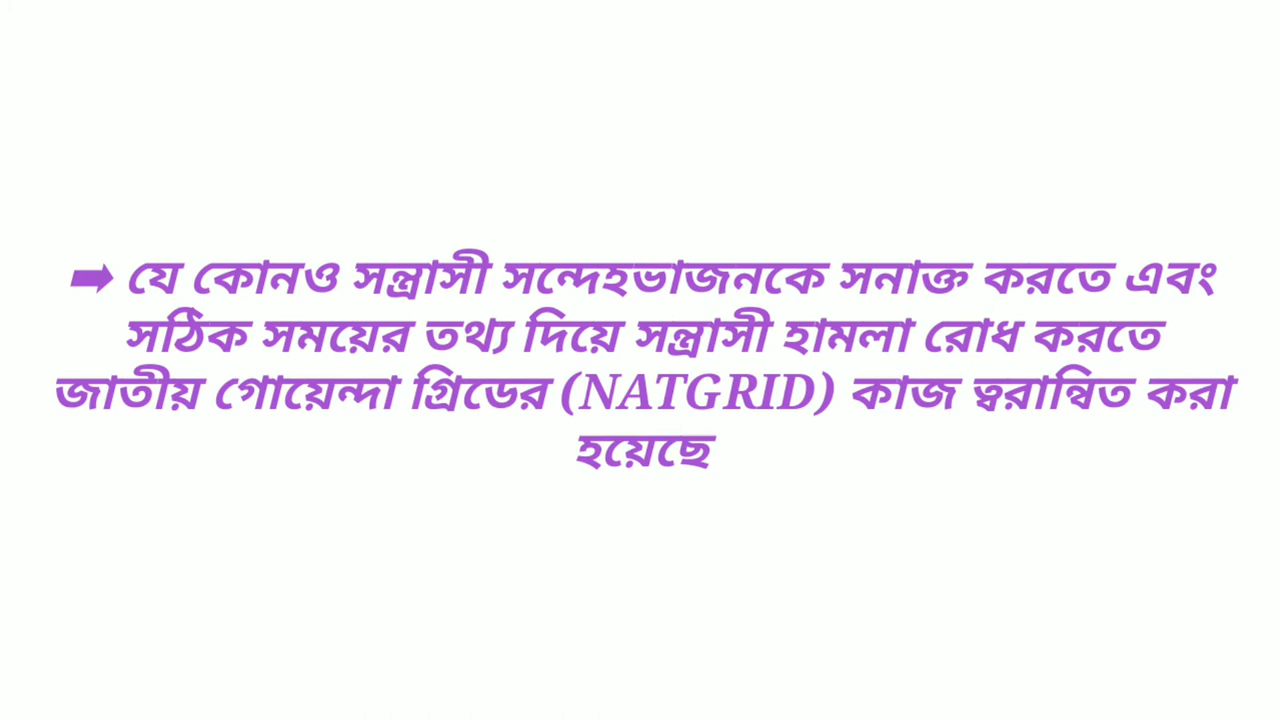 ➡ যে কোনও সন্ত্রাসী সন্দেহভাজনকে সনাক্ত করতে এবং
সঠিক সময়ের তথ্য দিয়ে সন্ত্রাসী হামলা রোধ করতে
জাতীয় গোয়েন্দা গ্রিডের (NATGRID) কাজ ত্বরান্বিত করা
হয়েছে